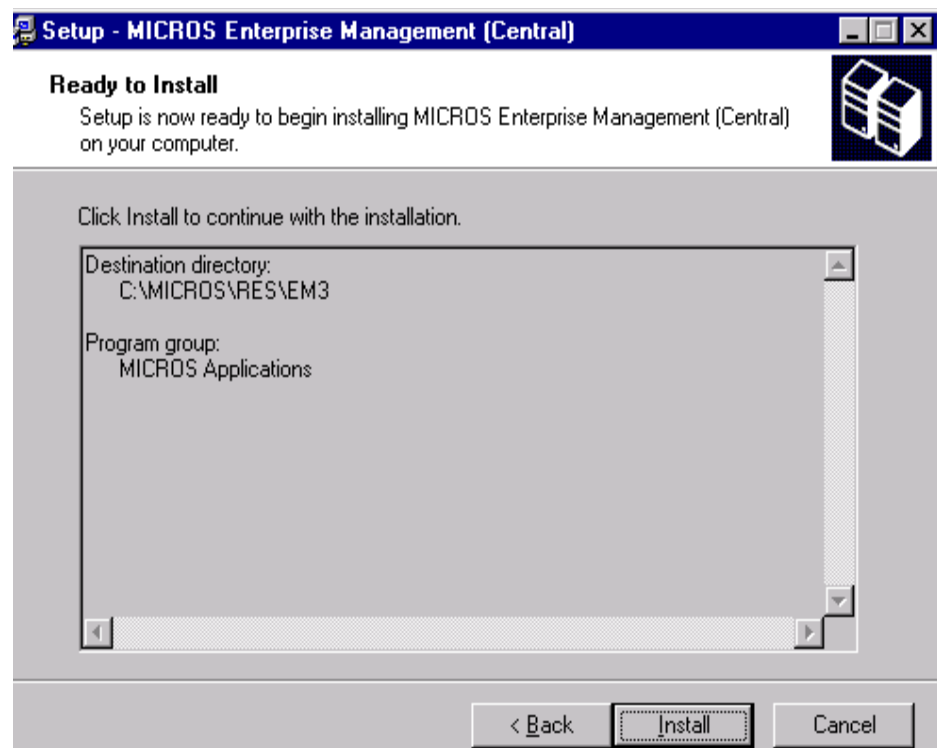 Setup - MICROS Enterprise Management (Central)
Ready to Install
Setup is now ready to begin installing MICROS Enterprise Management (Central)
on your computer.
Click Install to continue with the installation.
Destination directory:
C:\MICROS\RES\EM3
Program group:
MICROS Applications
< Back
Install
Cancel